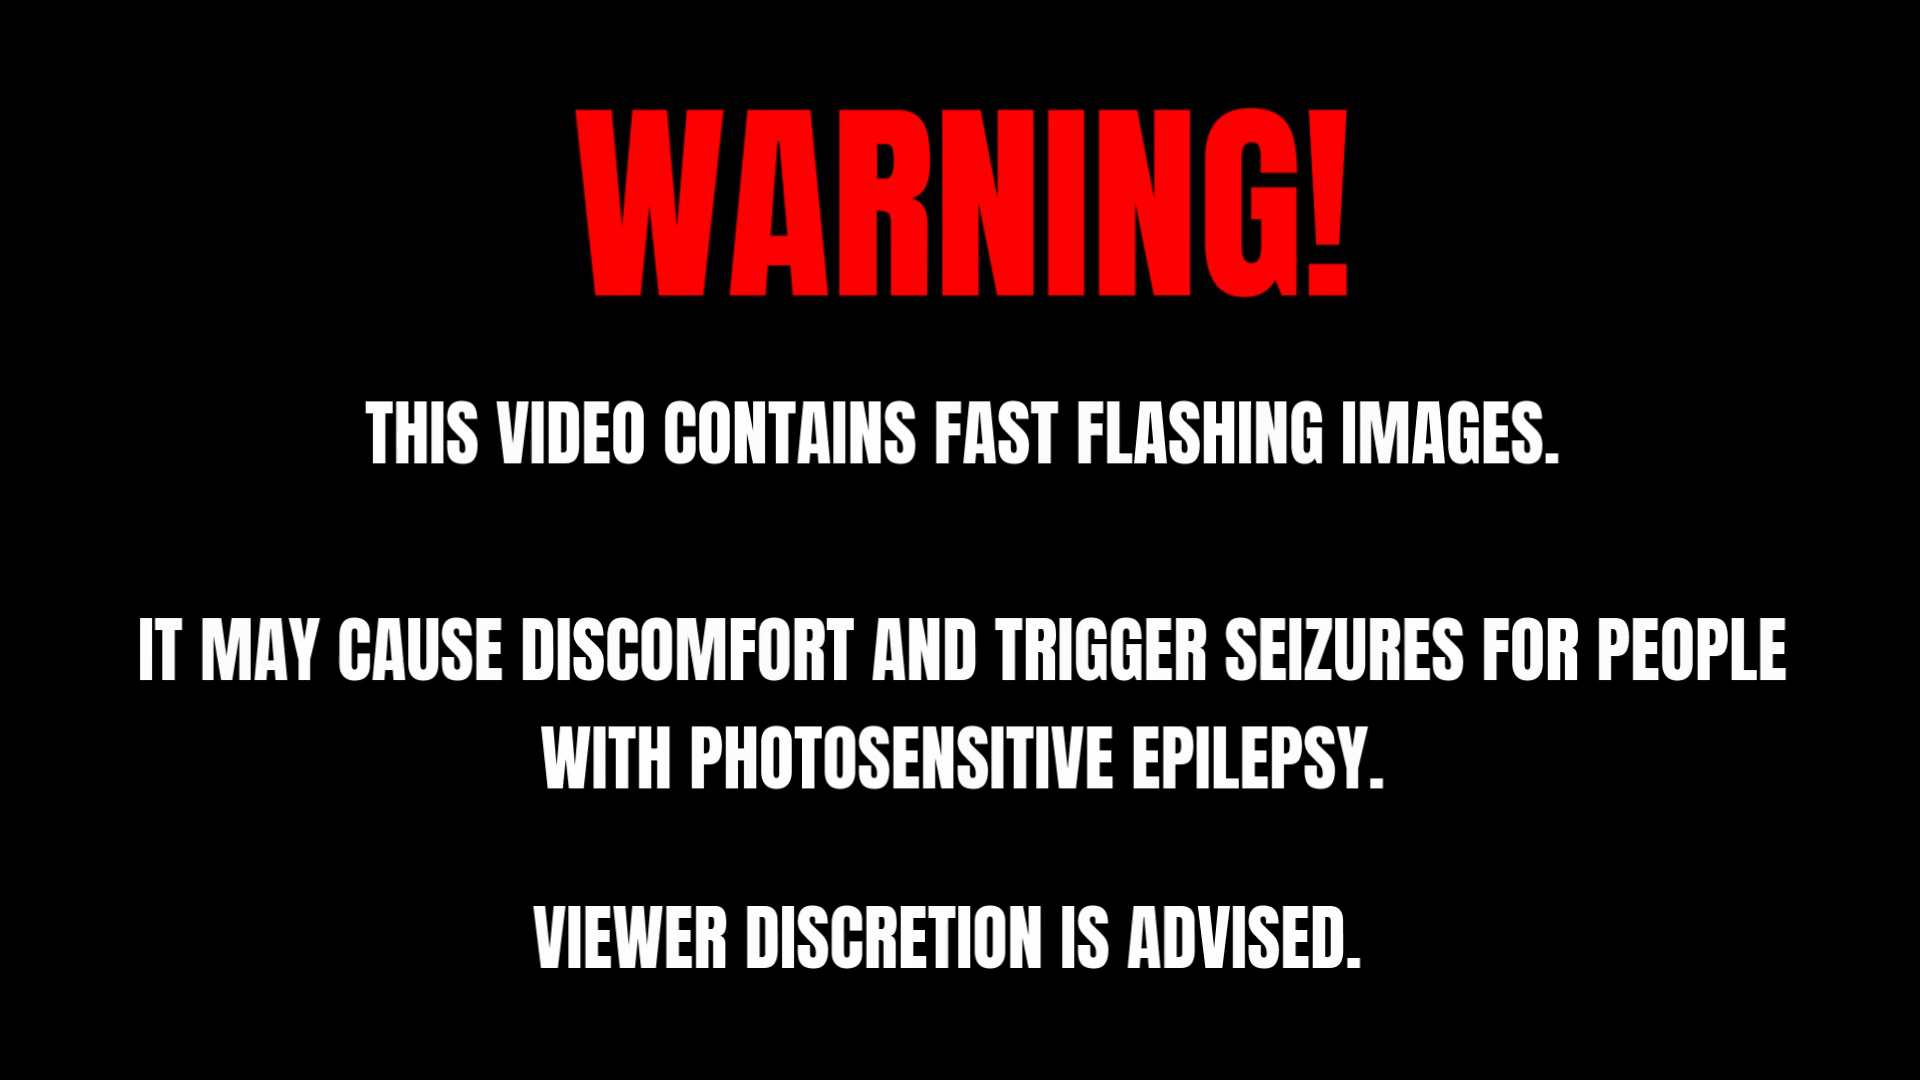 WARNING!
THIS VIDEO CONTAINS FAST FLASHING IMAGES.
IT MAY CAUSE DISCOMFORT AND TRIGGER SEIZURES FOR PEOPLE
WITH PHOTOSENSITIVE EPILEPSY.
VIEWER DISCRETION IS ADVISED.